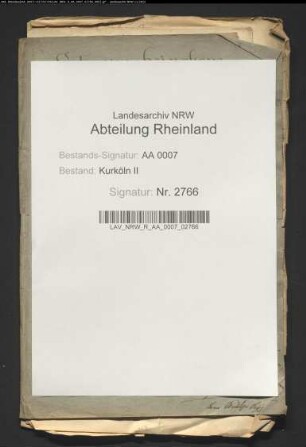 Landesarchiv NRW
Abteilung Rheinland
Bestands-Signatur: AA 0007
Bestand: Kurköln II
Signatur: Nr. 2766
LAV_NRW_R_AA_0007_02766